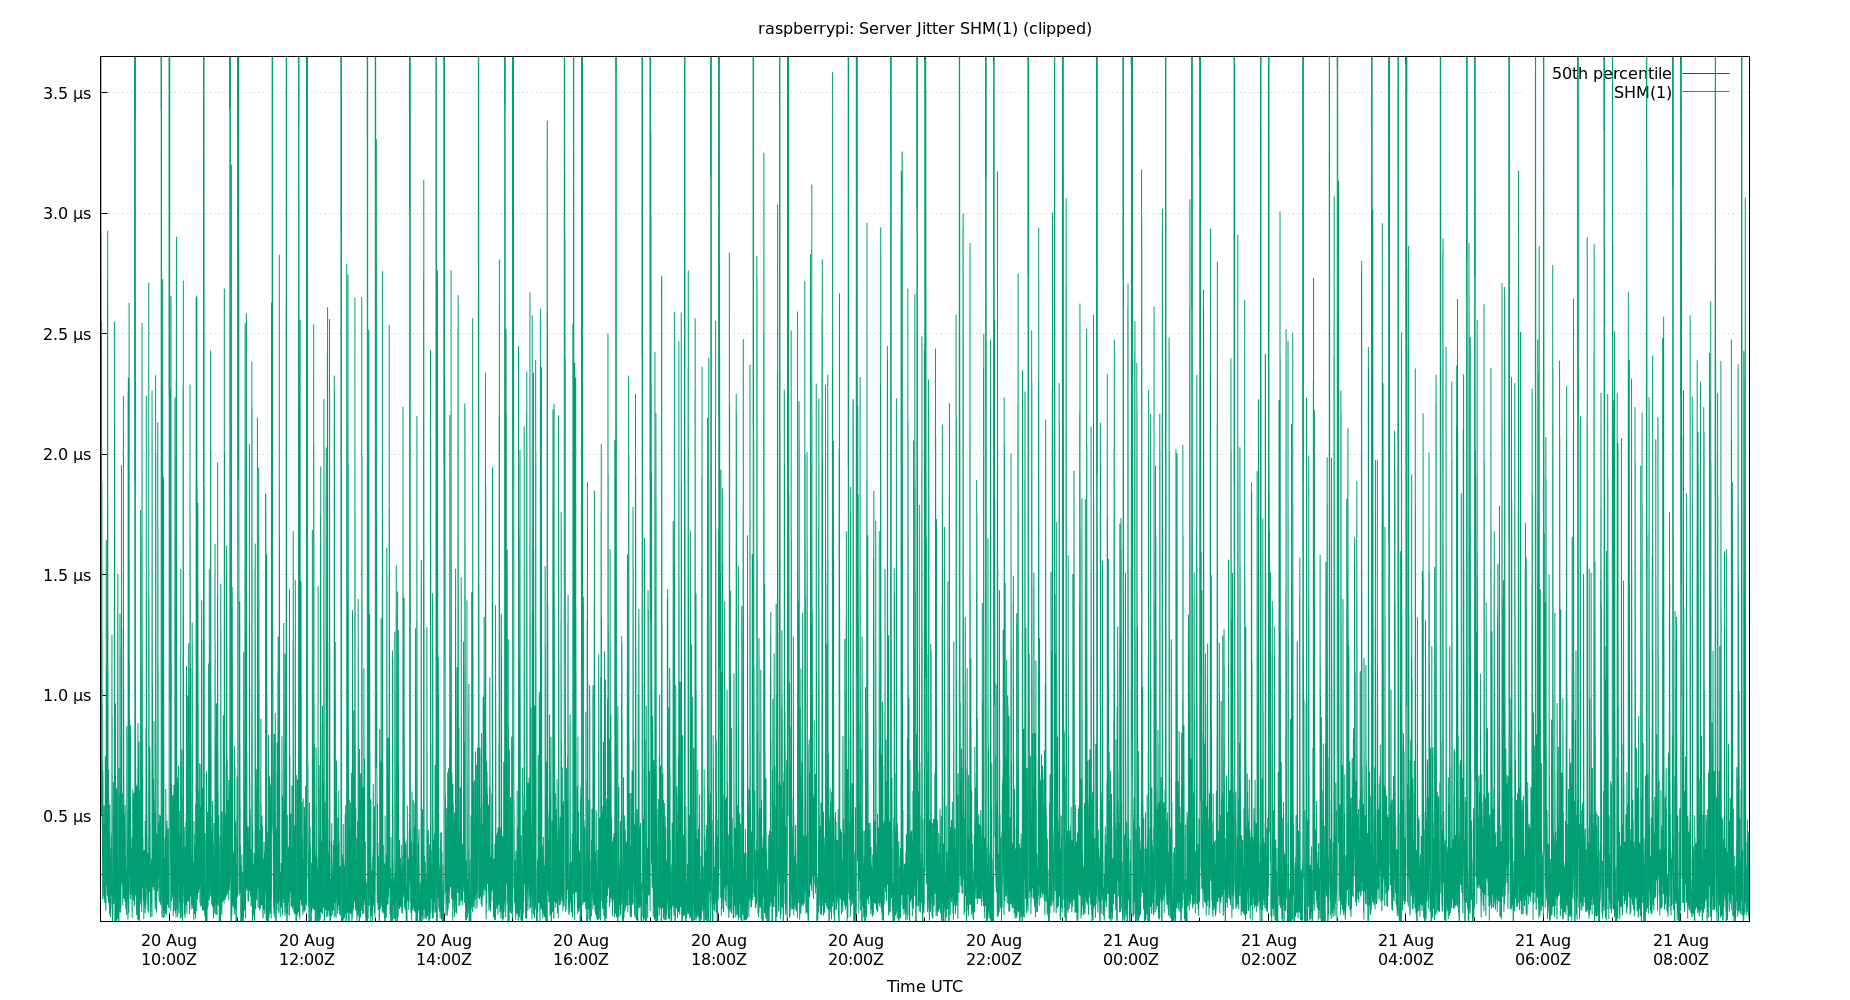 raspberrypi: Server Jitter SHM(1) (clipped)
50th percentile
SHM(1)
3.5 µs
3.0 µs
2.5 µs
2.0 µs
1.5 µs
1.0 µs
0.5 µs
20 Aug 20 Aug 20 Aug 20 Aug 20 Aug 20 Aug 20 Aug 21 Aug 21 Aug 21 Aug 21 Aug 21 Aug
10:00Z 12:00Z 14:00Z 16:00Z 18:00Z 20:00Z 22:00Z 00:00Z 02:00Z 04:00Z 06:00Z 08:00Z
Time UTC